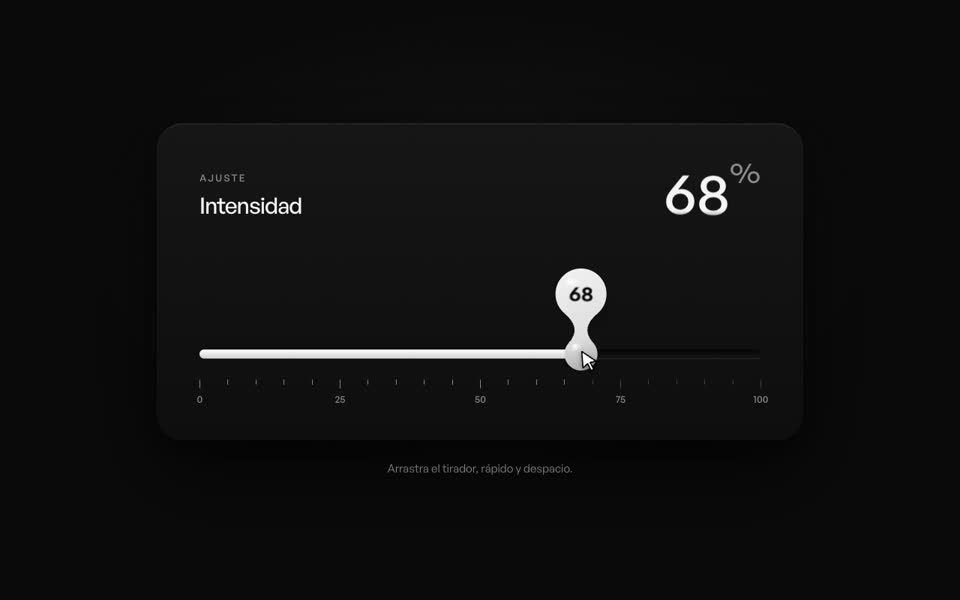 AJUSTE
Intensidad
68%
68
0 25 50 75 100
Arrastra el tirador, rápido y despacio.